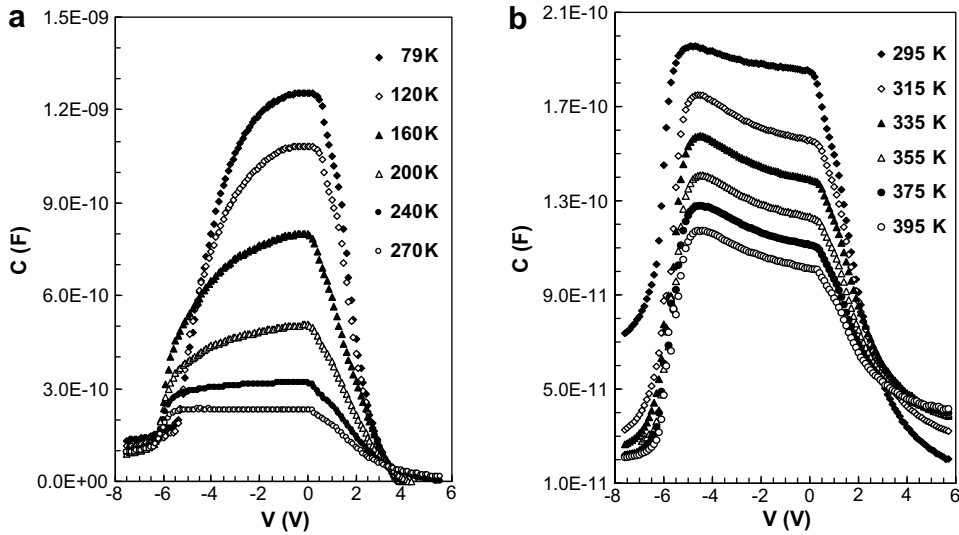 a
1.5E-09
1.2E-09
9.0E-10
6.0E-10
3.0E-10
0.0E+00
C (F)
-8
-6
-4
-2
0
2
4
6
V (V)
79K
120K
160K
200K
240K
270K
b
2.1E-10
1.7E-10
1.3E-10
9.0E-11
5.0E-11
1.0E-11
C (F)
-8
-6
-4
-2
0
2
4
6
V (V)
295 K
315 K
335 K
355 K
375 K
395 K